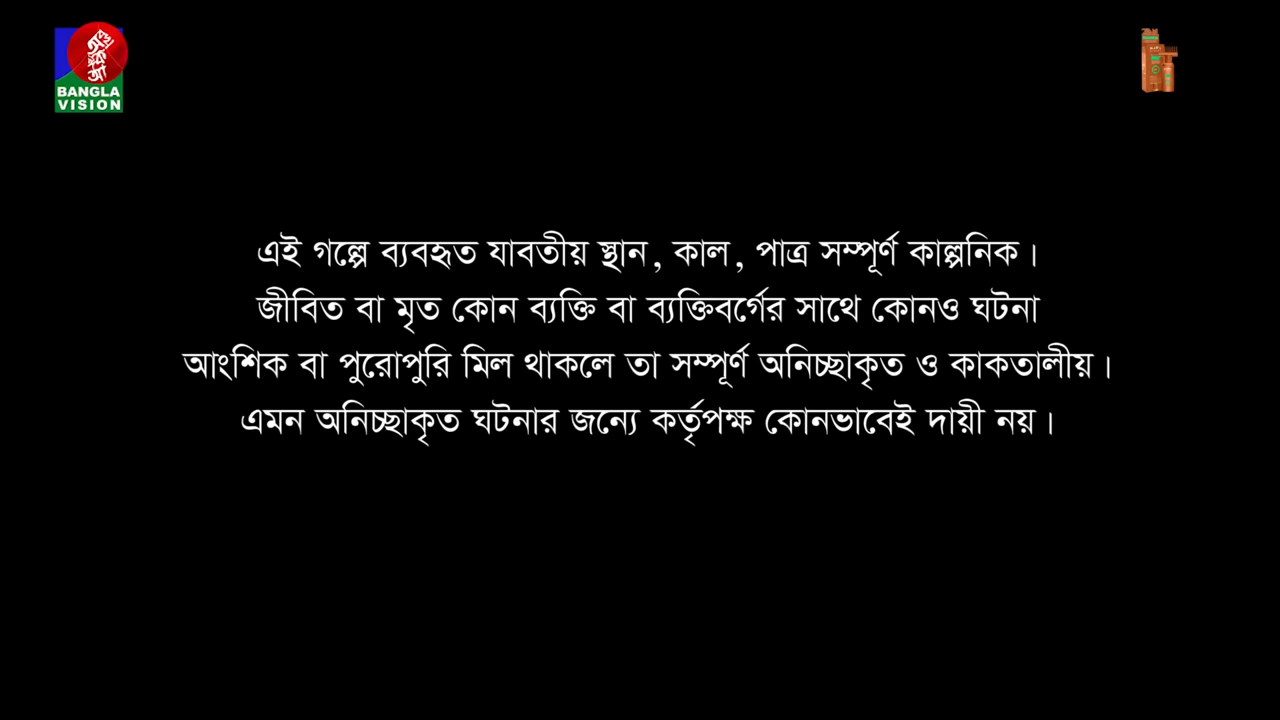 BANGLA
VISION
এই গল্পে ব্যবহৃত যাবতীয় স্থান, কাল, পাত্র সম্পূর্ণ কাল্পনিক।
জীবিত বা মৃত কোন ব্যক্তি বা ব্যক্তিবর্গের সাথে কোনও ঘটনা
আংশিক বা পুরোপুরি মিল থাকলে তা সম্পূর্ণ অনিচ্ছাকৃত ও কাকতালীয়।
এমন অনিচ্ছাকৃত ঘটনার জন্যে কর্তৃপক্ষ কোনভাবেই দায়ী নয়।